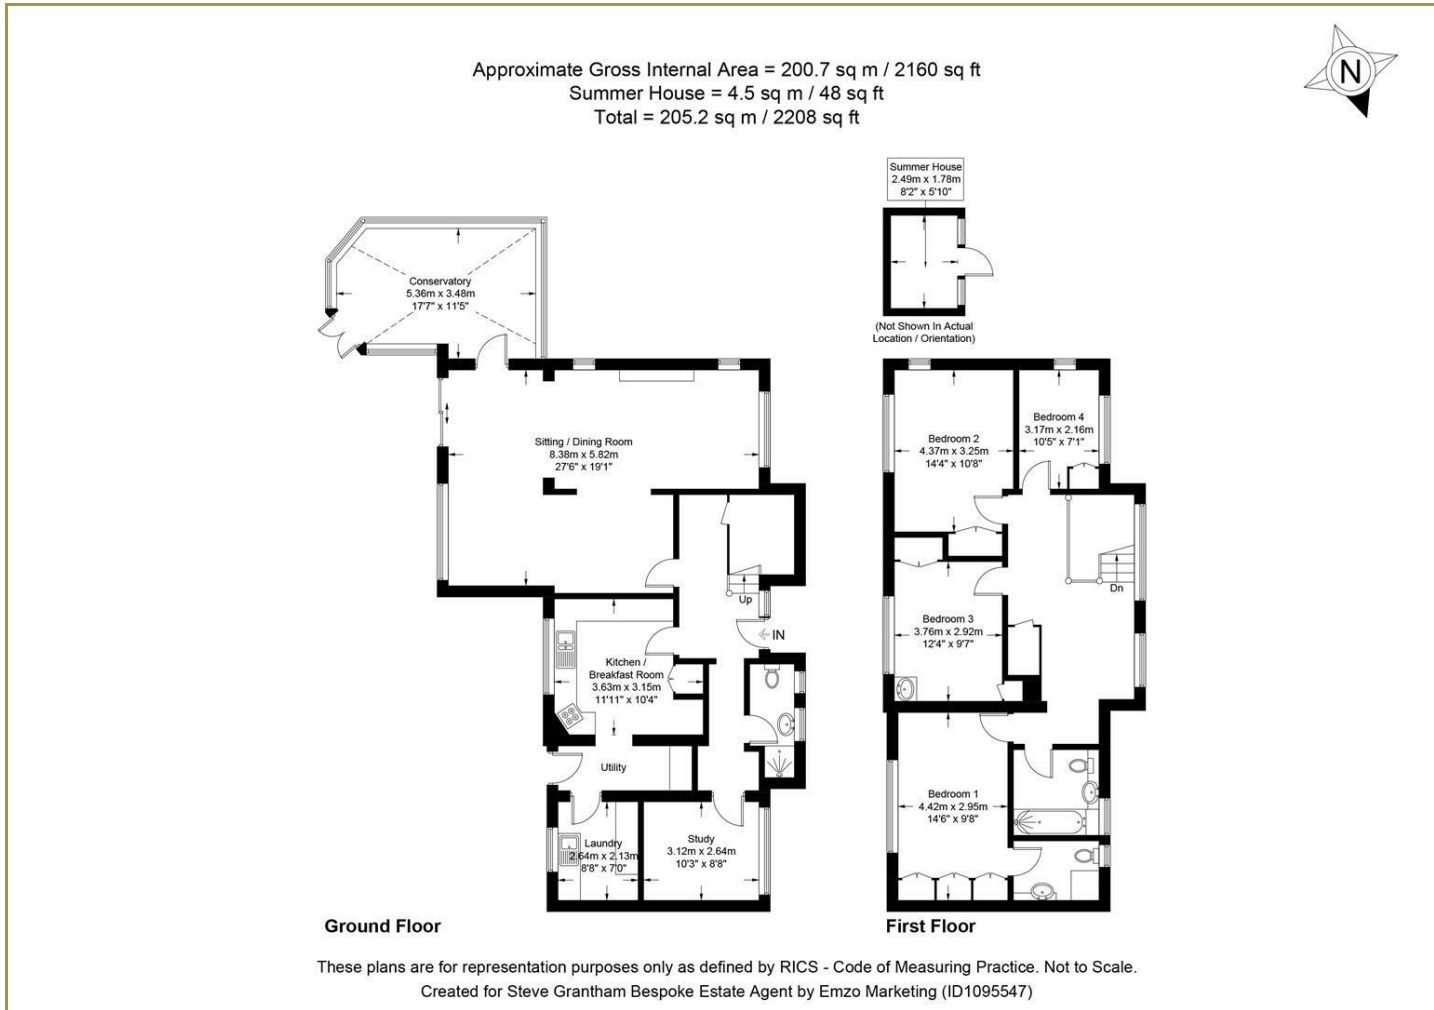 Approximate Gross Internal Area = 200.7 sq m / 2160 sq ft
Summer House = 4.5 sq m / 48 sq ft
Total = 205.2 sq m / 2208 sq ft
N
Summer House
2.49m x 1.78m
8'2" x 5'10"
(Not Shown In Actual
Location / Orientation)
Conservatory
5.36m x 3.48m
17'7" x 11'5"
Sitting / Dining Room
8.38m x 5.82m
27'6" x 19'1"
Up
IN
Kitchen /
Breakfast Room
3.63m x 3.15m
11'11" x 10'4"
Utility
Laundry
2.64m x 2.13m
8'8" x 7'0"
Study
3.12m x 2.64m
10'3" x 8'8"
Ground Floor
Bedroom 2
4.37m x 3.25m
14'4" x 10'8"
Bedroom 4
3.17m x 2.16m
10'5" x 7'1"
Dn
Bedroom 3
3.76m x 2.92m
12'4" x 9'7"
Bedroom 1
4.42m x 2.95m
14'6" x 9'8"
First Floor
These plans are for representation purposes only as defined by RICS - Code of Measuring Practice. Not to Scale.
Created for Steve Grantham Bespoke Estate Agent by Emzo Marketing (ID1095547)